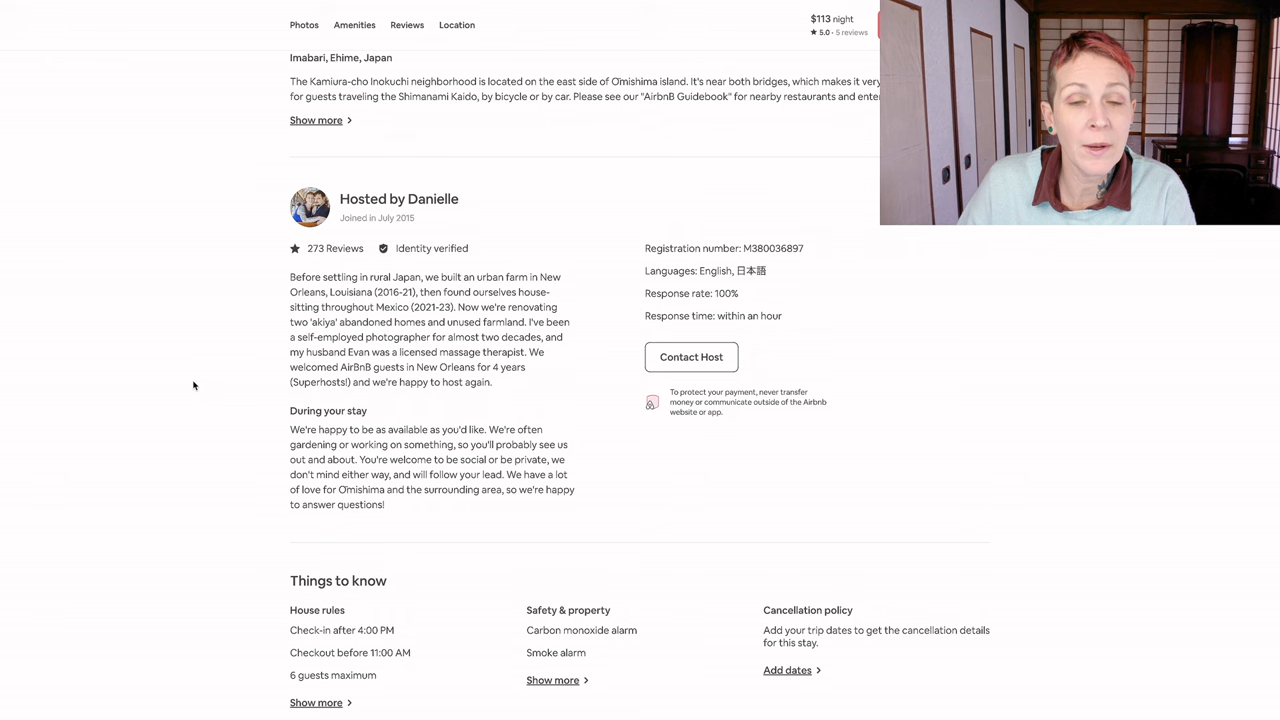 Photos Amenities Reviews Location
$113 night
★ 5.0 · 5 reviews
Imabari, Ehime, Japan
The Kamiura-cho Inokuchi neighborhood is located on the east side of Ōmishima island. It's near both bridges, which makes it very
for guests traveling the Shimanami Kaido, by bicycle or by car. Please see our "AirbnB Guidebook" for nearby restaurants and enter
Show more
Hosted by Danielle
Joined in July 2015
273 Reviews Identity verified
Before settling in rural Japan, we built an urban farm in New
Orleans, Louisiana (2016-21), then found ourselves house-
sitting throughout Mexico (2021-23). Now we're renovating
two 'akiya' abandoned homes and unused farmland. I've been
a self-employed photographer for almost two decades, and
my husband Evan was a licensed massage therapist. We
welcomed AirBnB guests in New Orleans for 4 years
(Superhosts!) and we're happy to host again.
During your stay
We're happy to be as available as you'd like. We're often
gardening or working on something, so you'll probably see us
out and about. You're welcome to be social or be private, we
don't mind either way, and will follow your lead. We have a lot
of love for Ōmishima and the surrounding area, so we're happy
to answer questions!
Registration number: M380036897
Languages: English, 日本語
Response rate: 100%
Response time: within an hour
Contact Host
To protect your payment, never transfer
money or communicate outside of the Airbnb
website or app.
Things to know
House rules
Check-in after 4:00 PM
Checkout before 11:00 AM
6 guests maximum
Show more
Safety & property
Carbon monoxide alarm
Smoke alarm
Show more
Cancellation policy
Add your trip dates to get the cancellation details
for this stay.
Add dates